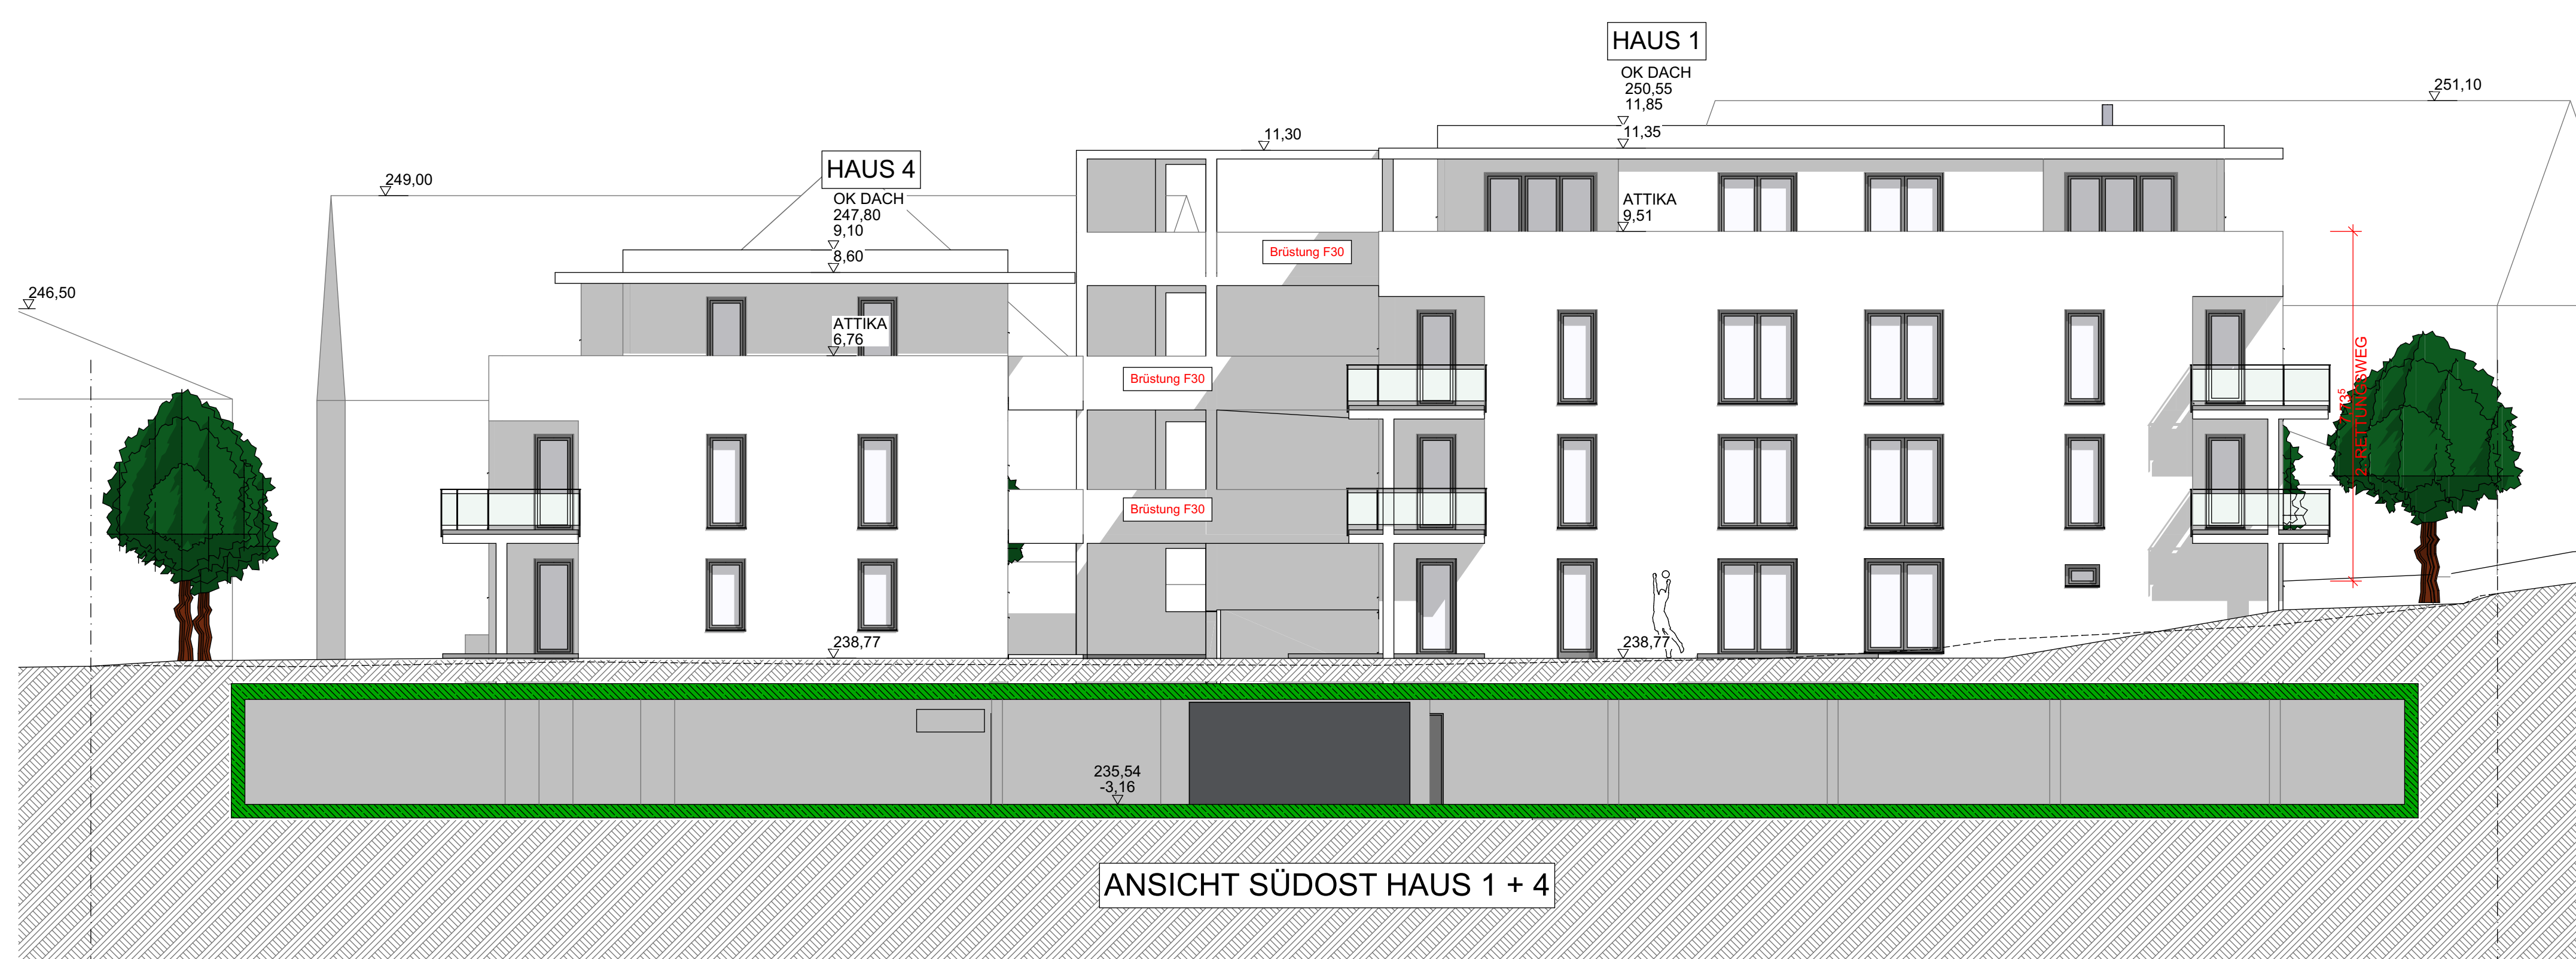 HAUS 1
OK DACH
250,55
11,85
11,35
251,10
11,30
HAUS 4
OK DACH
247,80
9,10
8,60
249,00
ATTIKA
9,51
Brüstung F30
246,50
ATTIKA
6,76
Brüstung F30
2. RETTUNGSWEG
Brüstung F30
238,77
238,77
235,54
-3,16
ANSICHT SÜDOST HAUS 1 + 4